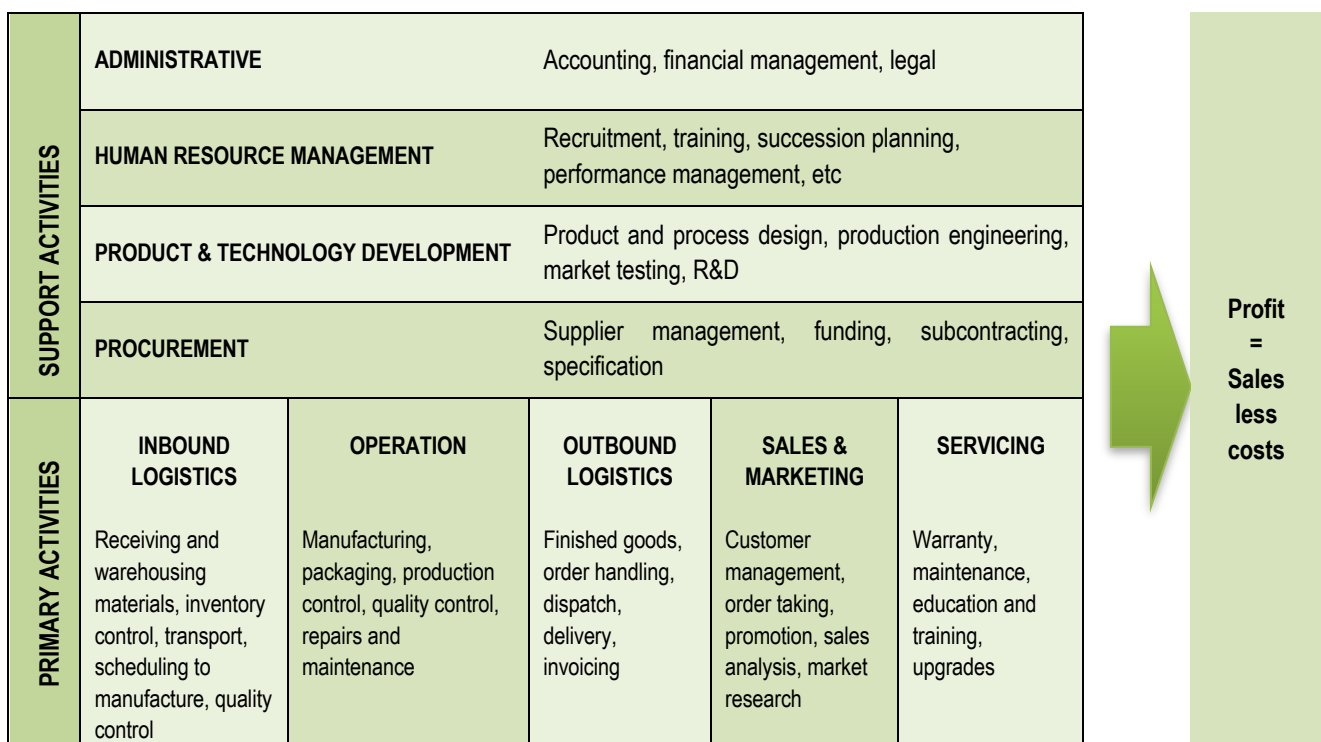 SUPPORT ACTIVITIES
ADMINISTRATIVE
Accounting, financial management, legal
HUMAN RESOURCE MANAGEMENT
Recruitment, training, succession planning,
performance management, etc
PRODUCT & TECHNOLOGY DEVELOPMENT
Product and process design, production engineering,
market testing, R&D
PROCUREMENT
Supplier management, funding, subcontracting,
specification
PRIMARY ACTIVITIES
INBOUND
LOGISTICS
Receiving and
warehousing
materials, inventory
control, transport,
scheduling to
manufacture, quality
control
OPERATION
Manufacturing,
packaging, production
control, quality control,
repairs and
maintenance
OUTBOUND
LOGISTICS
Finished goods,
order handling,
dispatch,
delivery,
invoicing
SALES &
MARKETING
Customer
management,
order taking,
promotion, sales
analysis, market
research
SERVICING
Warranty,
maintenance,
education and
training,
upgrades
Profit
=
Sales
less
costs